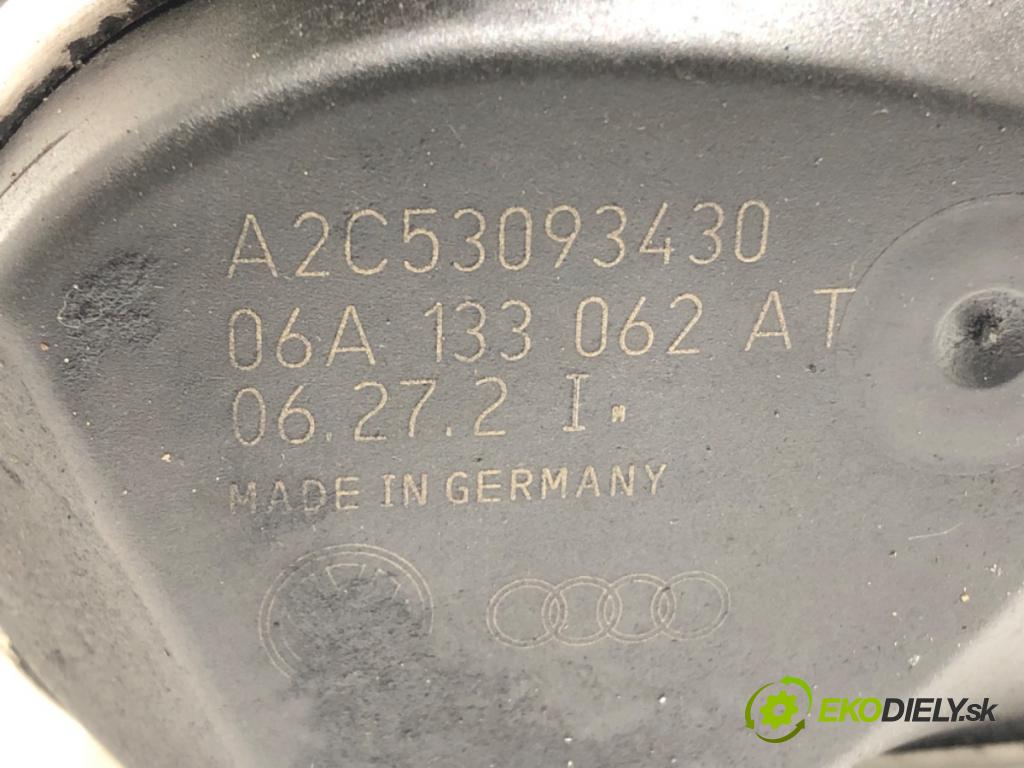 A2C53093430
06A 133 062 AT
06.27.2 I
MADE IN GERMANY
EKODIELY.sk